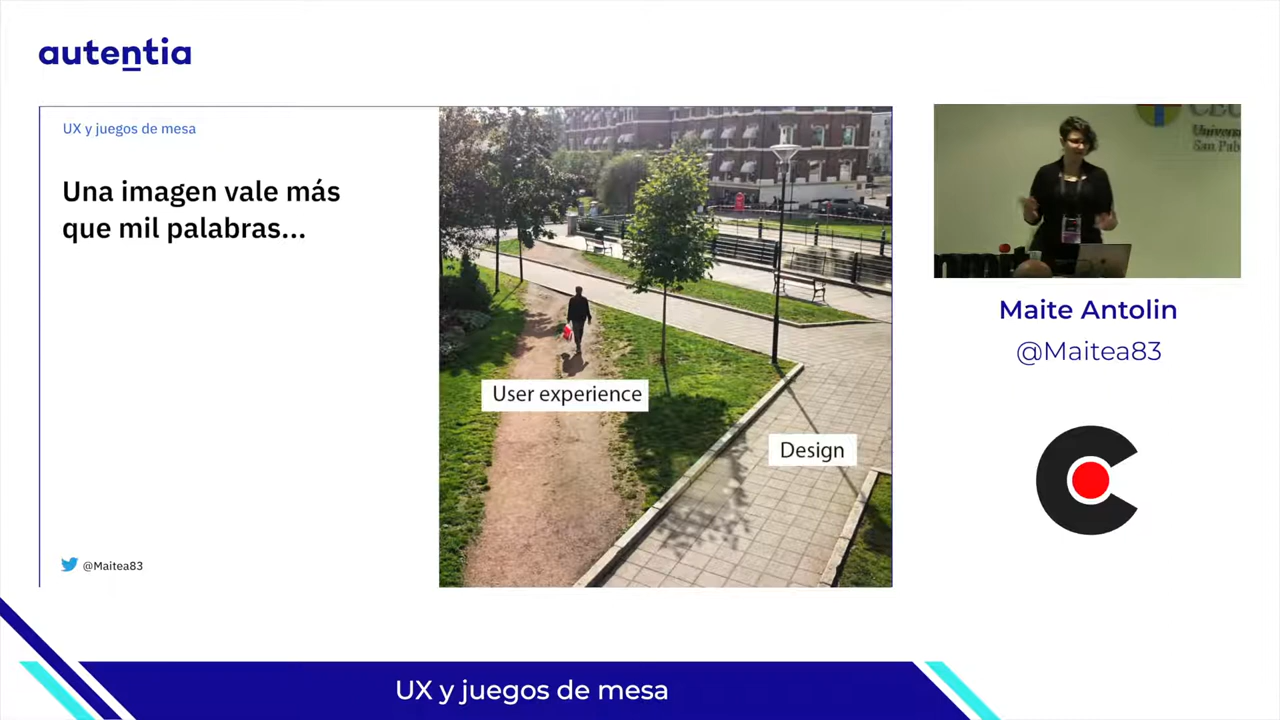 autentia
UX y juegos de mesa
Una imagen vale más
que mil palabras...
User experience
Design
@Maitea83
Maite Antolin
@Maitea83
UX y juegos de mesa